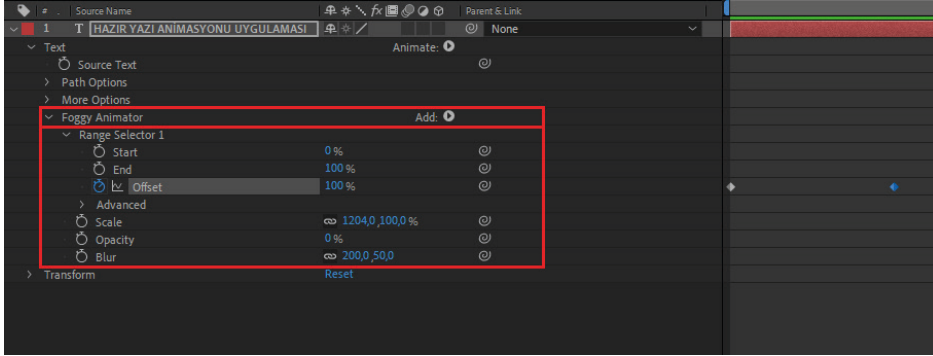 # . Source Name fx Parent & Link
1 T HAZIR YAZI ANİMASYONU UYGULAMASI None
Text Animate:
Source Text
Path Options
More Options
Foggy Animator Add:
Range Selector 1
Start 0 %
End 100 %
Offset 100 %
Advanced
Scale 1204,0 ,100,0 %
Opacity 0 %
Blur 200,0 ,50,0
Transform Reset